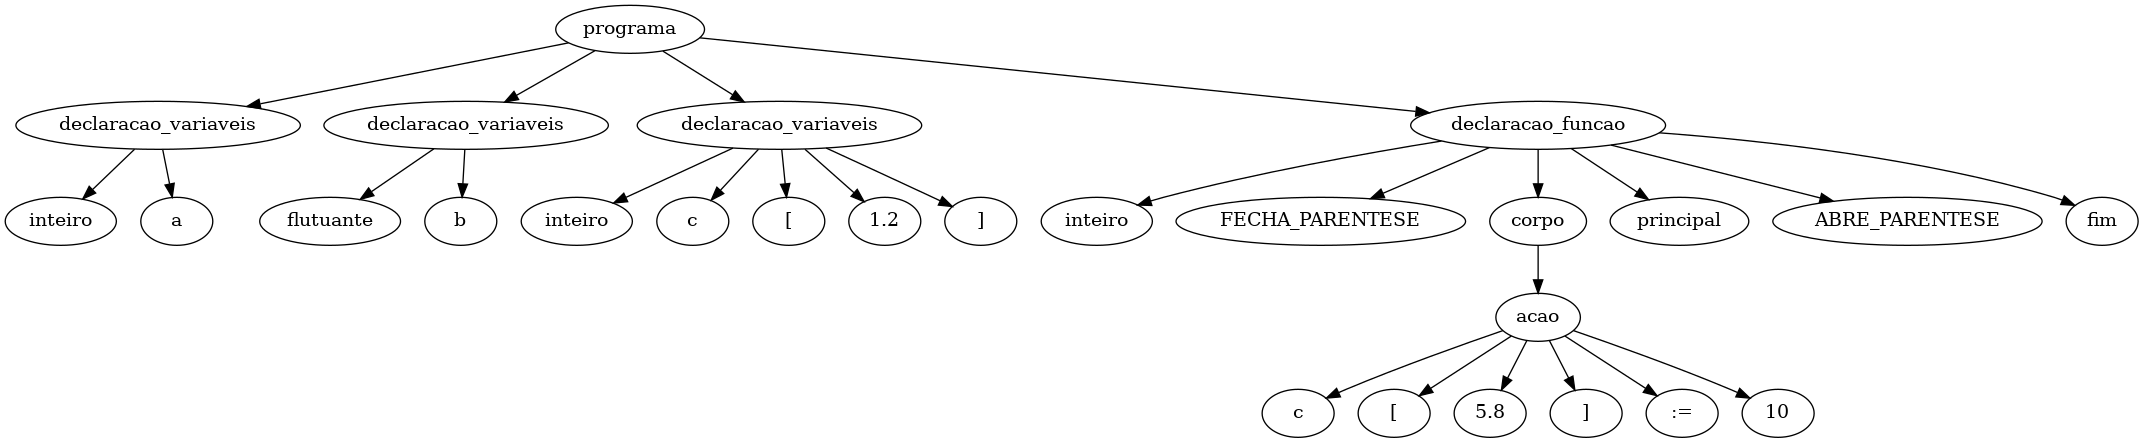 programa
declaracao_variaveis
declaracao_variaveis
declaracao_variaveis
declaracao_funcao
inteiro
a
flutuante
b
inteiro
c
[
1.2
]
inteiro
FECHA_PARENTESE
corpo
principal
ABRE_PARENTESE
fim
acao
c
[
5.8
]
:=
10